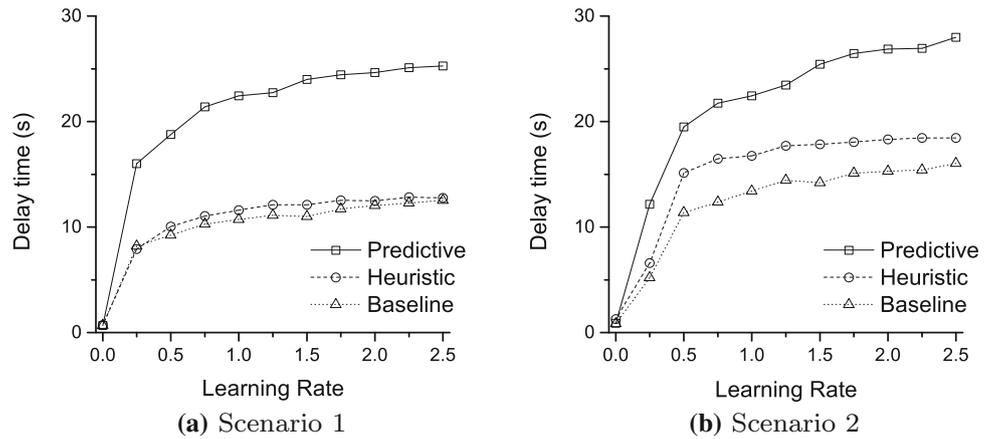 30
20
10
0
Delay time (s)
Predictive
Heuristic
Baseline
0.0 0.5 1.0 1.5 2.0 2.5
Learning Rate
(a) Scenario 1
30
20
10
0
Delay time (s)
Predictive
Heuristic
Baseline
0.0 0.5 1.0 1.5 2.0 2.5
Learning Rate
(b) Scenario 2